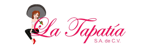 La Tapatía
S.A. de C.V.